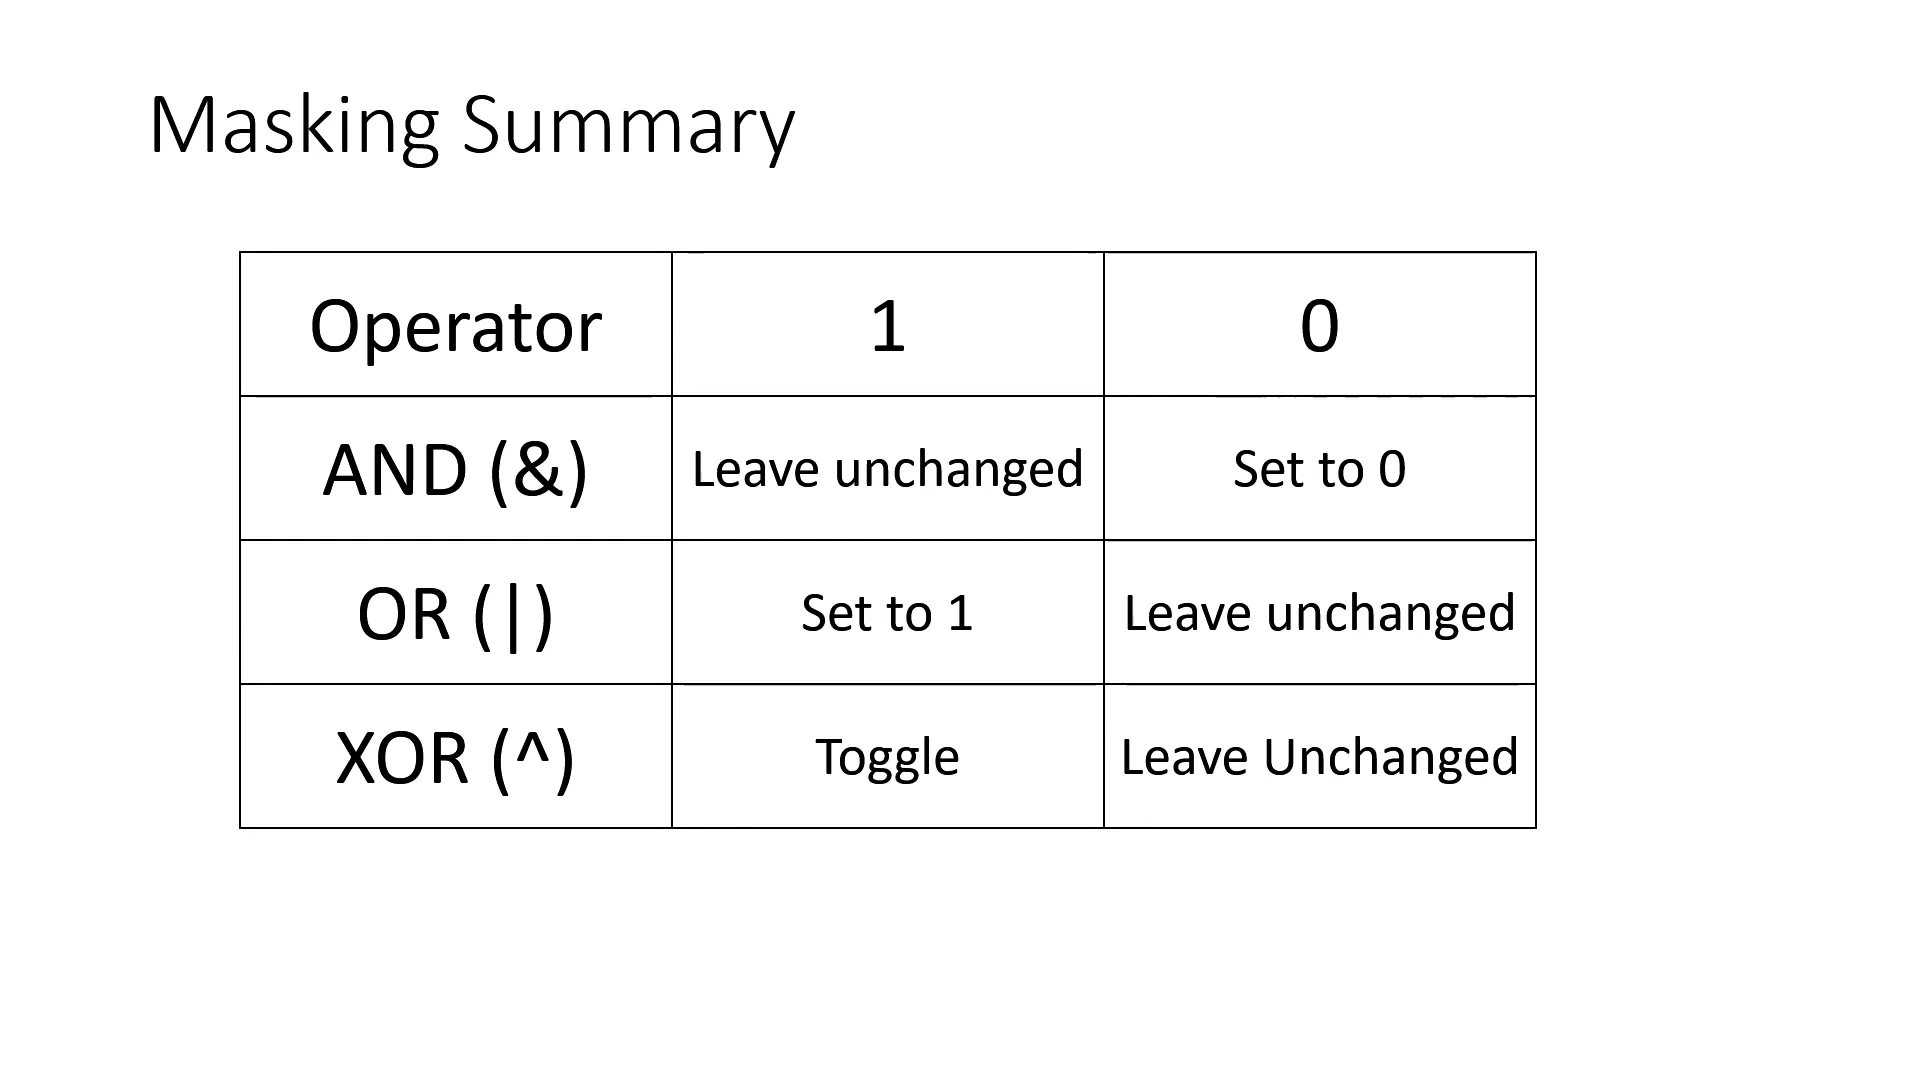 Masking Summary
Operator 1 0
AND (&) Leave unchanged Set to 0
OR (|) Set to 1 Leave unchanged
XOR (^) Toggle Leave Unchanged